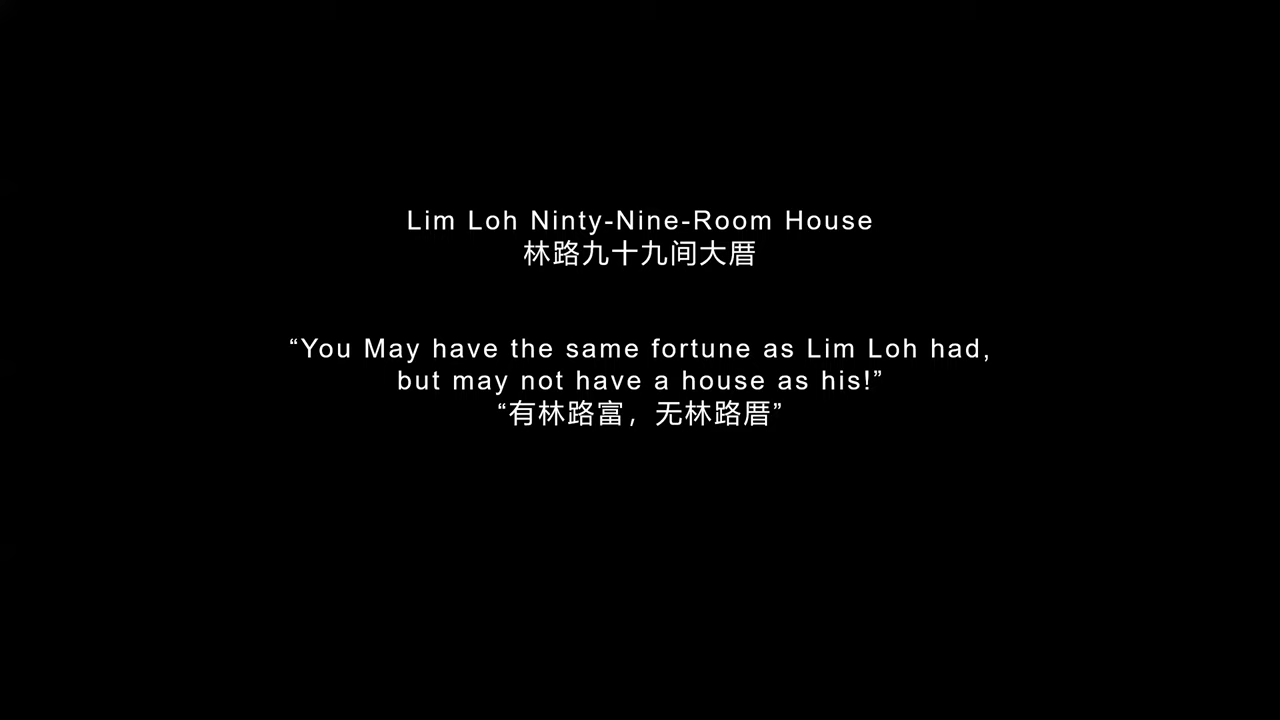 Lim Loh Ninty-Nine-Room House
林路九十九间大厝
“You May have the same fortune as Lim Loh had,
but may not have a house as his!”
“有林路富，无林路厝”